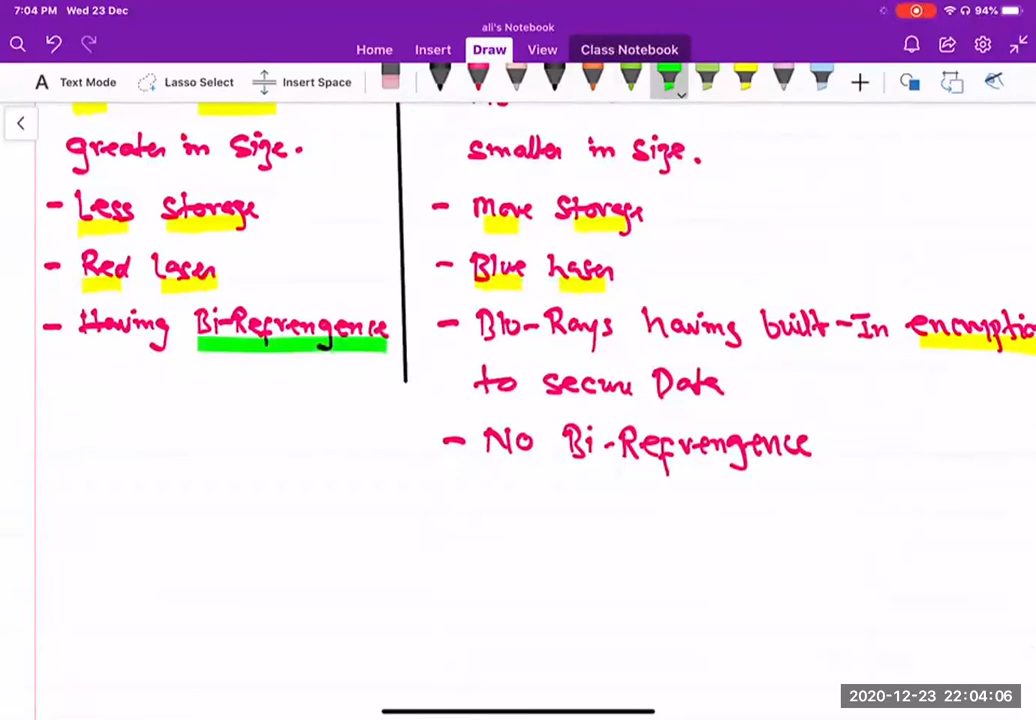 7:04 PM Wed 23 Dec
94%
ali's Notebook
Home Insert Draw View Class Notebook
A Text Mode Lasso Select Insert Space
greater in size.
- Less storage
- Red laser
- Having Bi-Refrengence
smaller in size.
- More storage
- Blue laser
- Blu-Rays having built-In encryptio
to secure Data
- No Bi-Refrengence
2020-12-23 22:04:06